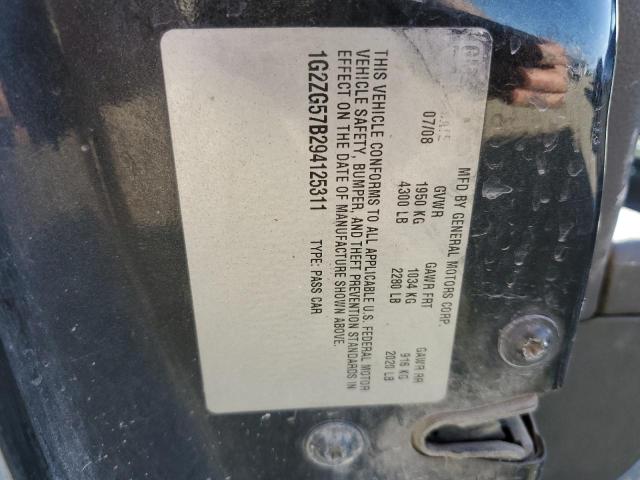 MFD BY GENERAL MOTORS CORP.
07/08 GVWR GAWR FRT GAWR RR
1950 KG 1034 KG 916 KG
4300 LB 2280 LB 2020 LB
THIS VEHICLE CONFORMS TO ALL APPLICABLE U.S. FEDERAL MOTOR
VEHICLE SAFETY, BUMPER, AND THEFT PREVENTION STANDARDS IN
EFFECT ON THE DATE OF MANUFACTURE SHOWN ABOVE.
1G2ZG57B294125311 TYPE: PASS CAR